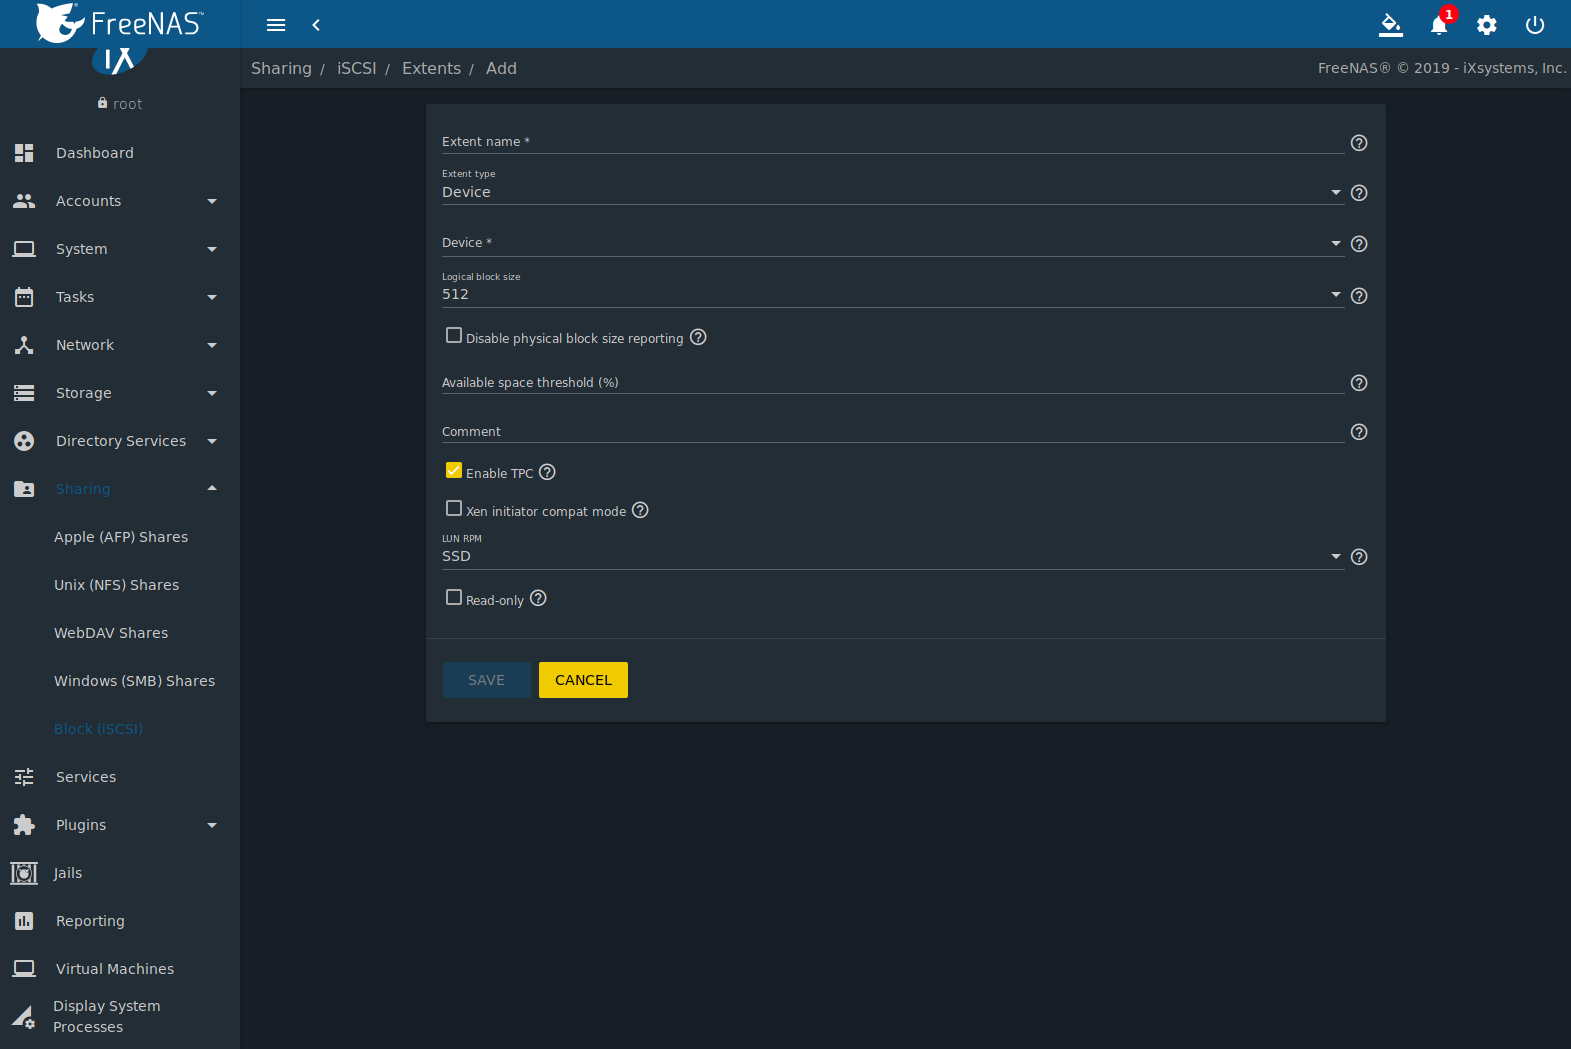 FreeNAS™
1
iX
root
Sharing / iSCSI / Extents / Add
FreeNAS® © 2019 - iXsystems, Inc.
Dashboard
Accounts
System
Tasks
Network
Storage
Directory Services
Sharing
Apple (AFP) Shares
Unix (NFS) Shares
WebDAV Shares
Windows (SMB) Shares
Block (iSCSI)
Services
Plugins
Jails
Reporting
Virtual Machines
Display System
Processes
Extent name *
Extent type
Device
Device *
Logical block size
512
Disable physical block size reporting
Available space threshold (%)
Comment
Enable TPC
Xen initiator compat mode
LUN RPM
SSD
Read-only
SAVE
CANCEL